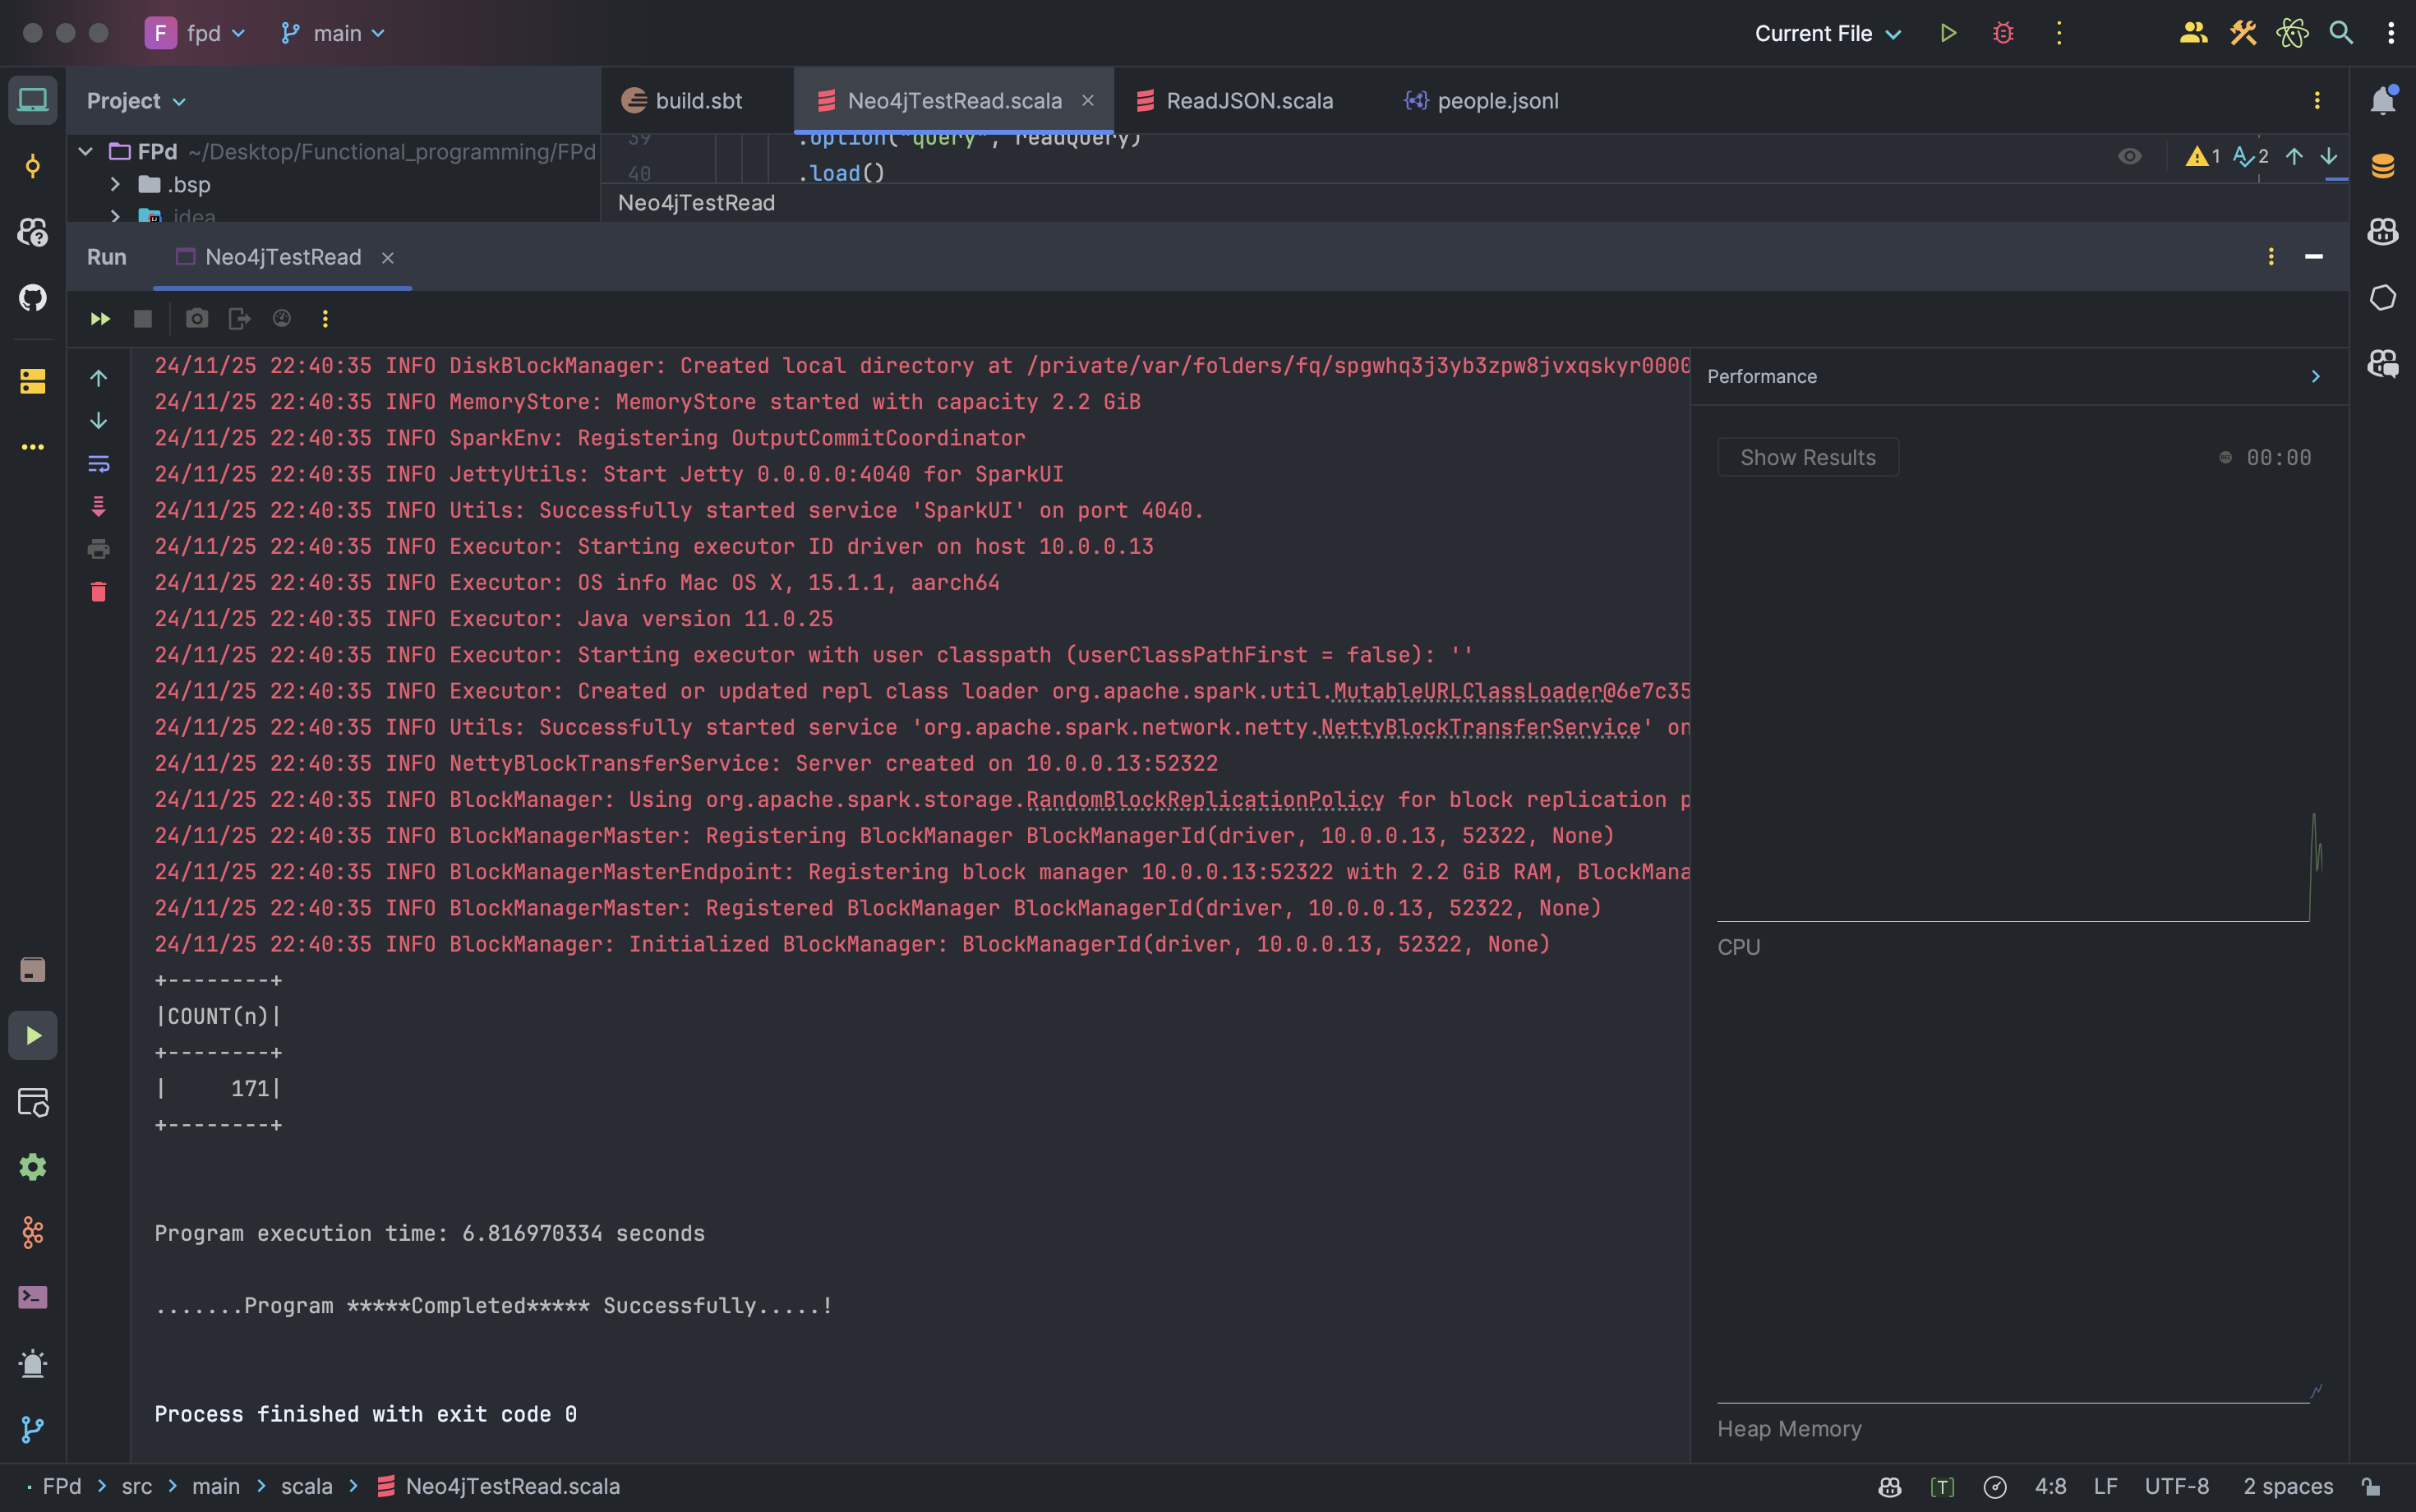 F fpd main Current File
Project build.sbt Neo4jTestRead.scala ReadJSON.scala people.jsonl
39 .option("query", readQuery)
FPd ~/Desktop/Functional_programming/FPd 1 2
40 .load()
.bsp
Neo4jTestRead
.idea
Run Neo4jTestRead
24/11/25 22:40:35 INFO DiskBlockManager: Created local directory at /private/var/folders/fq/spgwhq3j3yb3zpw8jvxqskyr0000
Performance
24/11/25 22:40:35 INFO MemoryStore: MemoryStore started with capacity 2.2 GiB
24/11/25 22:40:35 INFO SparkEnv: Registering OutputCommitCoordinator
Show Results 00:00
24/11/25 22:40:35 INFO JettyUtils: Start Jetty 0.0.0.0:4040 for SparkUI
24/11/25 22:40:35 INFO Utils: Successfully started service 'SparkUI' on port 4040.
24/11/25 22:40:35 INFO Executor: Starting executor ID driver on host 10.0.0.13
24/11/25 22:40:35 INFO Executor: OS info Mac OS X, 15.1.1, aarch64
24/11/25 22:40:35 INFO Executor: Java version 11.0.25
24/11/25 22:40:35 INFO Executor: Starting executor with user classpath (userClassPathFirst = false): ''
24/11/25 22:40:35 INFO Executor: Created or updated repl class loader org.apache.spark.util.MutableURLClassLoader@6e7c35
24/11/25 22:40:35 INFO Utils: Successfully started service 'org.apache.spark.network.netty.NettyBlockTransferService' on
24/11/25 22:40:35 INFO NettyBlockTransferService: Server created on 10.0.0.13:52322
24/11/25 22:40:35 INFO BlockManager: Using org.apache.spark.storage.RandomBlockReplicationPolicy for block replication p
24/11/25 22:40:35 INFO BlockManagerMaster: Registering BlockManager BlockManagerId(driver, 10.0.0.13, 52322, None)
24/11/25 22:40:35 INFO BlockManagerMasterEndpoint: Registering block manager 10.0.0.13:52322 with 2.2 GiB RAM, BlockMana
24/11/25 22:40:35 INFO BlockManagerMaster: Registered BlockManager BlockManagerId(driver, 10.0.0.13, 52322, None)
24/11/25 22:40:35 INFO BlockManager: Initialized BlockManager: BlockManagerId(driver, 10.0.0.13, 52322, None)
CPU
+--------+
|COUNT(n)|
+--------+
|     171|
+--------+
Program execution time: 6.816970334 seconds
.......Program *****Completed***** Successfully.....!
Process finished with exit code 0
Heap Memory
FPd > src > main > scala > Neo4jTestRead.scala [T] 4:8 LF UTF-8 2 spaces